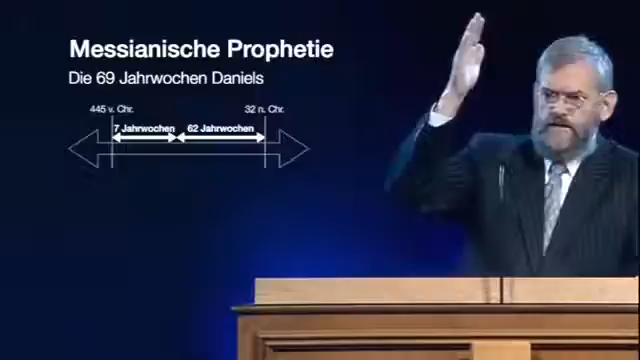 Messianische Prophetie
Die 69 Jahrwochen Daniels
445 v. Chr. 32 n. Chr.
7 Jahrwochen 62 Jahrwochen